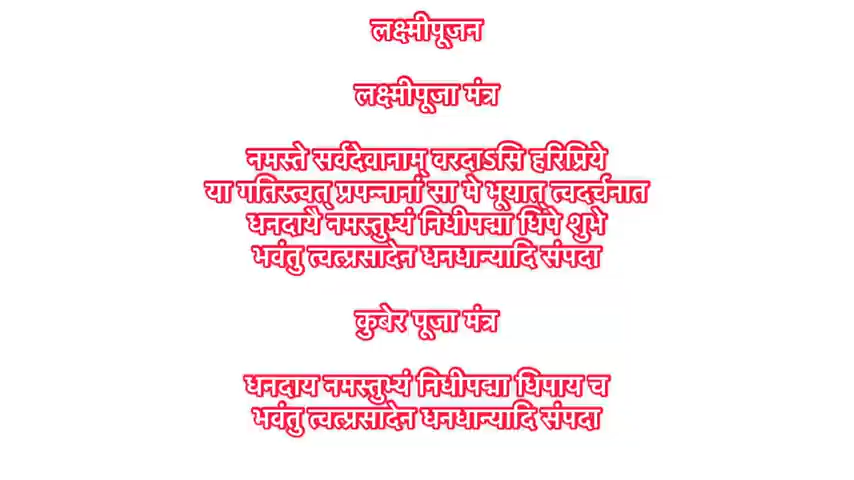 लक्ष्मीपूजन
लक्ष्मीपूजा मंत्र
नमस्ते सर्वदेवानाम् वरदाऽसि हरिप्रिये
या गतिस्त्वत् प्रपन्नानां सा मे भूयात् त्वदर्चनात
धनदायै नमस्तुभ्यं निधीपद्मा धिपे शुभे
भवंतु त्वत्प्रसादेन धनधान्यादि संपदा
कुबेर पूजा मंत्र
धनदाय नमस्तुभ्यं निधीपद्मा धिपाय च
भवंतु त्वत्प्रसादेन धनधान्यादि संपदा